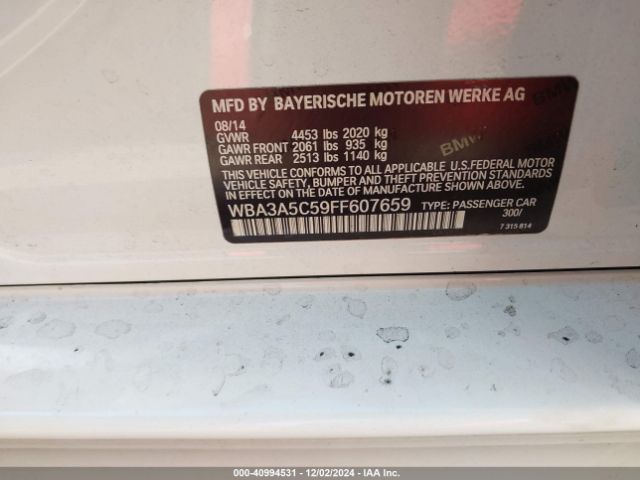 MFD BY BAYERISCHE MOTOREN WERKE AG
08/14
GVWR 4453 lbs 2020 kg
GAWR FRONT 2061 lbs 935 kg
GAWR REAR 2513 lbs 1140 kg
THIS VEHICLE CONFORMS TO ALL APPLICABLE U.S.FEDERAL MOTOR
VEHICLE SAFETY, BUMPER AND THEFT PREVENTION STANDARDS
IN EFFECT ON THE DATE OF MANUFACTURE SHOWN ABOVE.
WBA3A5C59FF607659 TYPE: PASSENGER CAR
300/
7 315 814
BMW
BMW
000-40994531 - 12/02/2024 - IAA Inc.